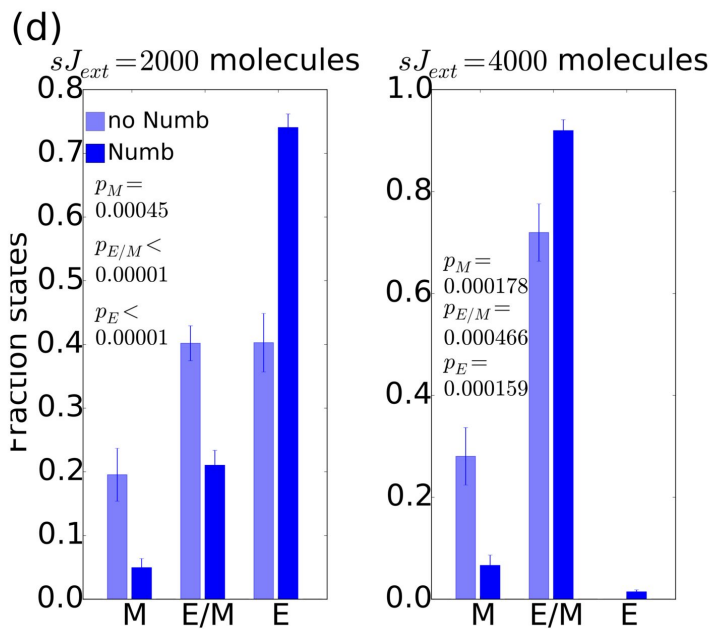 (d)
sJ_ext=2000 molecules
0.8
0.7
0.6
0.5
0.4
0.3
0.2
0.1
0.0
Fraction states
no Numb
Numb
p_M=
0.00045
p_E/M<
0.00001
p_E<
0.00001
M E/M E
sJ_ext=4000 molecules
1.0
0.8
0.6
0.4
0.2
0.0
p_M=
0.000178
p_E/M=
0.000466
p_E=
0.000159
M E/M E